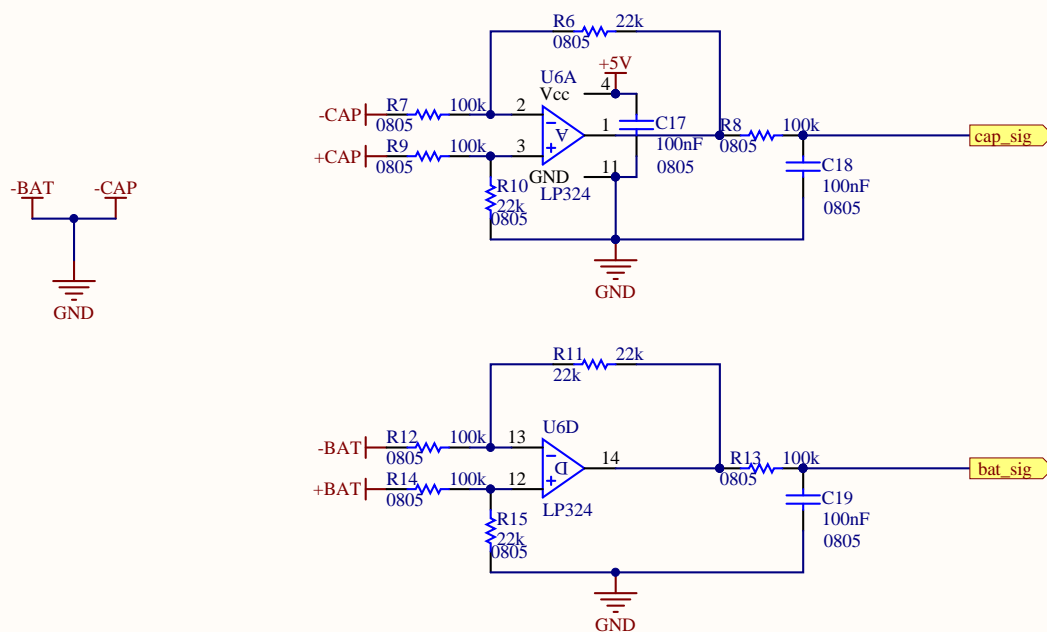 R6 22k
0805
+5V
U6A
4
Vcc
-CAP R7 100k 2
0805
A
1
C17
100nF
0805
R8 100k
0805
cap_sig
+CAP R9 100k 3
0805
GND 11
LP324
R10
22k
0805
C18
100nF
0805
GND
-BAT -CAP
GND
R11 22k
22k
U6D
-BAT R12 100k 13
0805
D
14
R13 100k
0805
bat_sig
+BAT R14 100k 12
0805
LP324
R15
22k
0805
C19
100nF
0805
GND